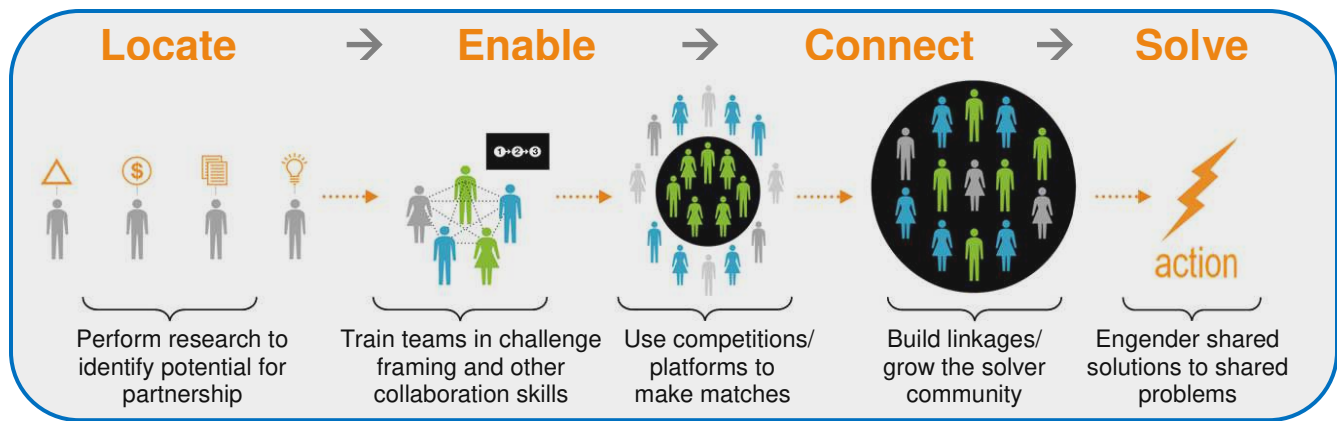 Locate → Enable → Connect → Solve
$
1→2→3
action
Perform research to
identify potential for
partnership
Train teams in challenge
framing and other
collaboration skills
Use competitions/
platforms to
make matches
Build linkages/
grow the solver
community
Engender shared
solutions to shared
problems